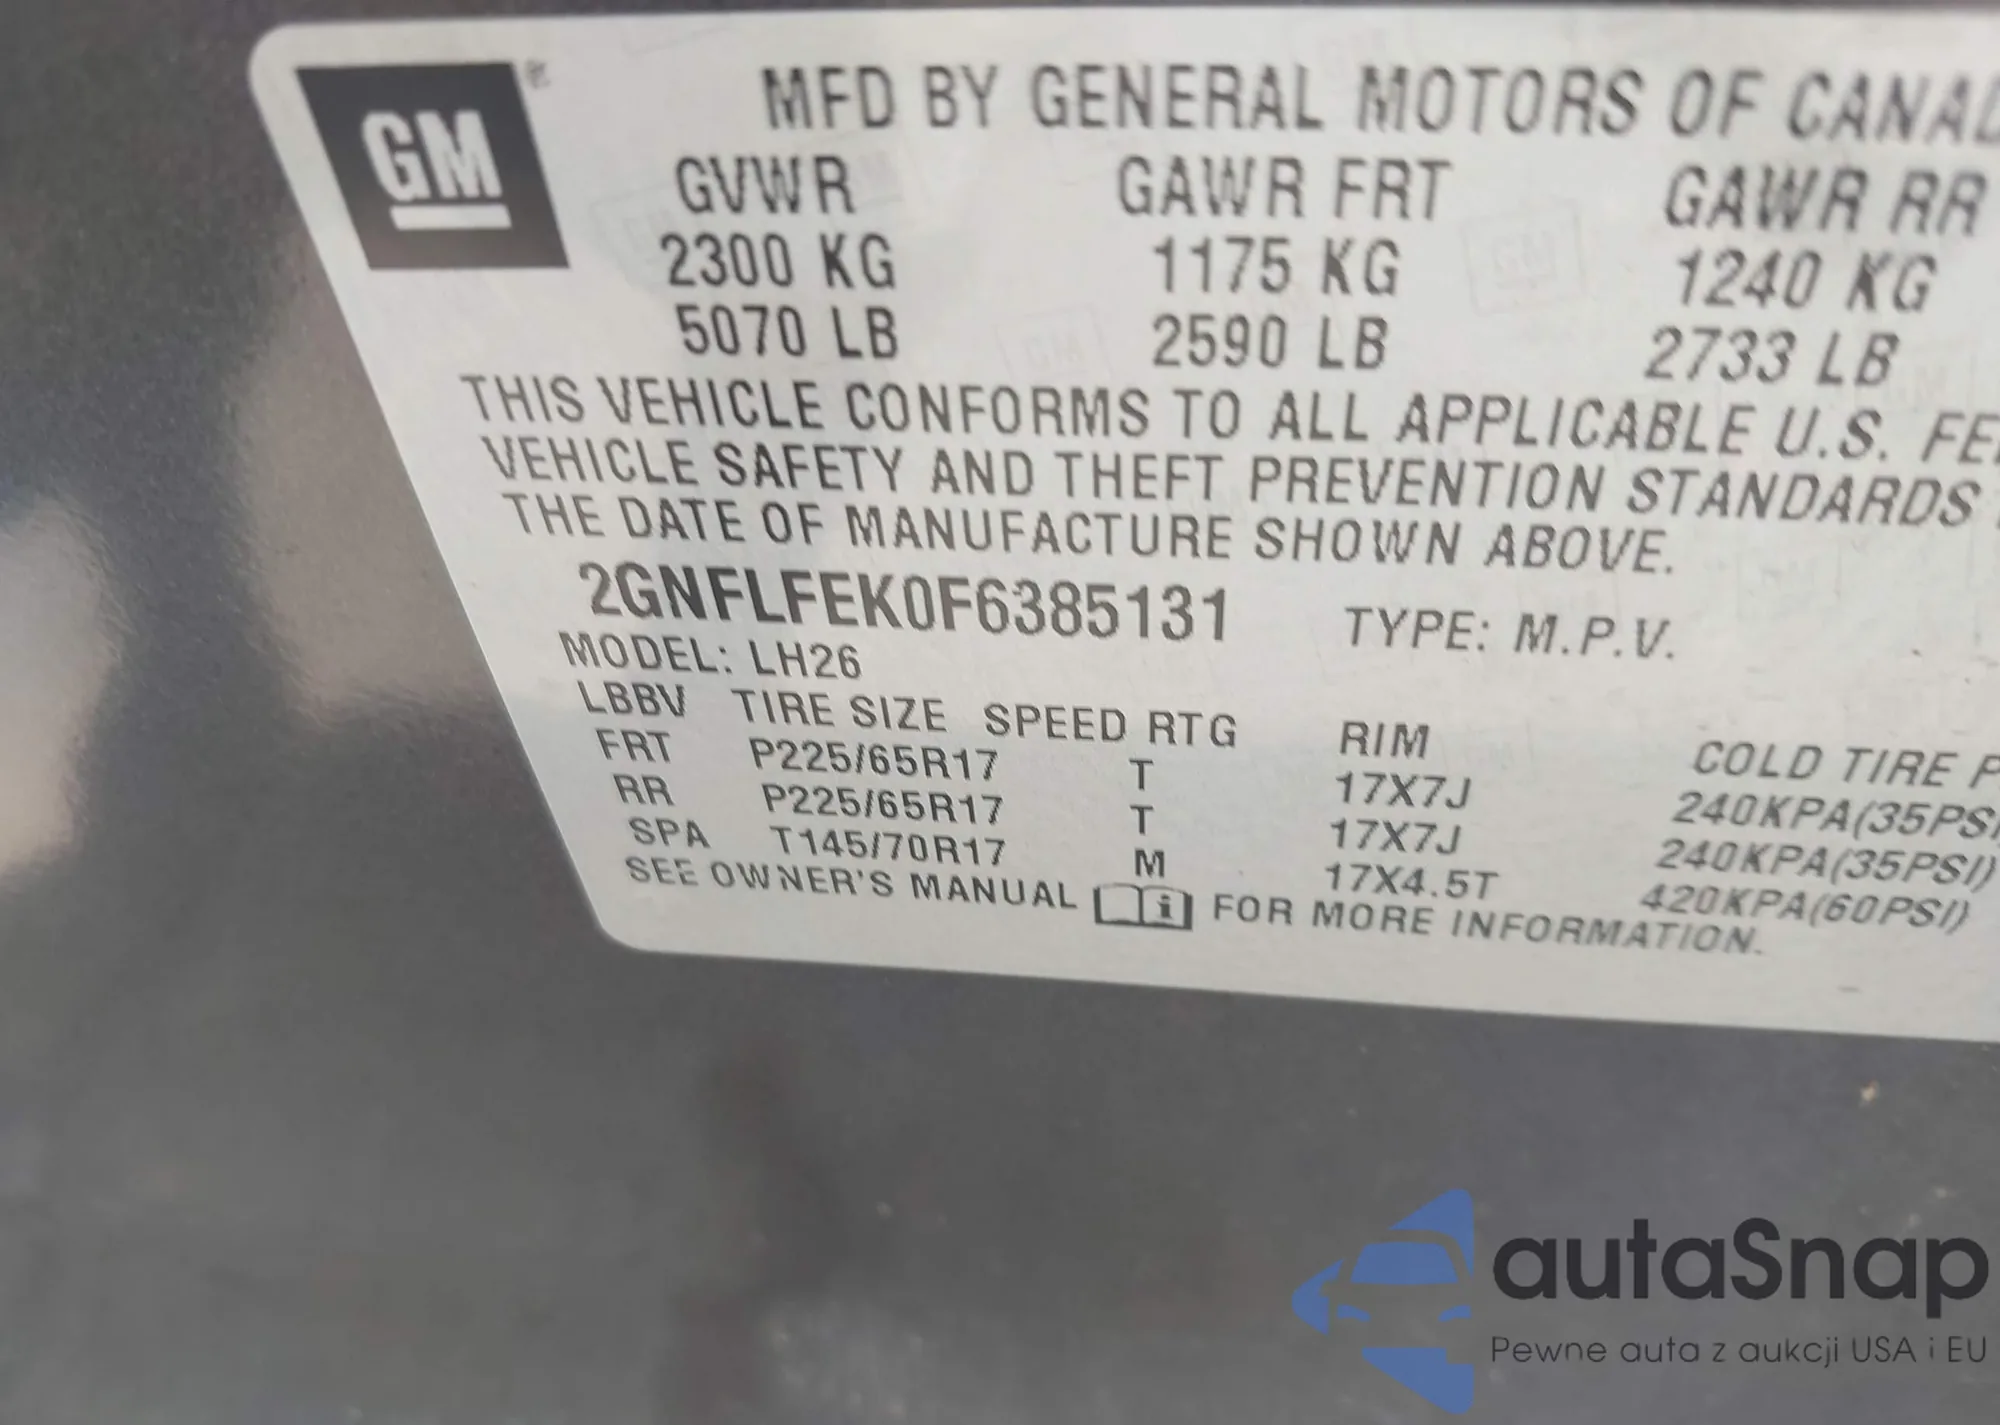 GM
MFD BY GENERAL MOTORS OF CANAD
GVWR GAWR FRT GAWR RR
2300 KG 1175 KG 1240 KG
5070 LB 2590 LB 2733 LB
THIS VEHICLE CONFORMS TO ALL APPLICABLE U.S. FE
VEHICLE SAFETY AND THEFT PREVENTION STANDARDS
THE DATE OF MANUFACTURE SHOWN ABOVE.
2GNFLFEK0F6385131 TYPE: M.P.V.
MODEL: LH26
LBBV TIRE SIZE SPEED RTG RIM COLD TIRE P
FRT P225/65R17 T 17X7J 240KPA(35PSI)
RR P225/65R17 T 17X7J 240KPA(35PSI)
SPA T145/70R17 M 17X4.5T 420KPA(60PSI)
SEE OWNER'S MANUAL FOR MORE INFORMATION.
autaSnap
Pewne auta z aukcji USA i EU